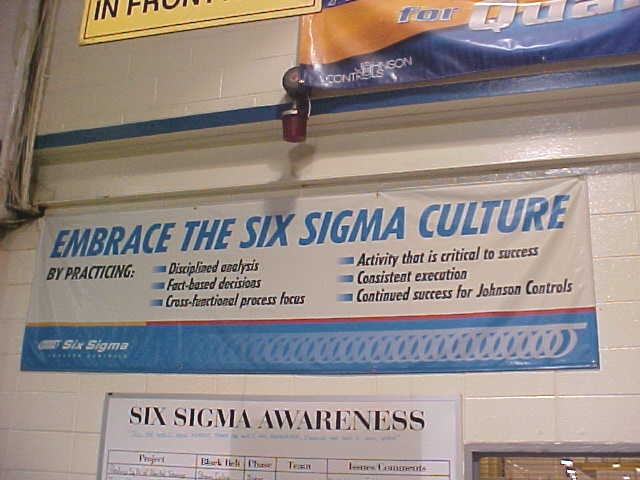 IN FRONT
for Qua
JOHNSON
CONTROLS
EMBRACE THE SIX SIGMA CULTURE
BY PRACTICING:
Disciplined analysis
Fact-based decisions
Cross-functional process focus
Activity that is critical to success
Consistent execution
Continued success for Johnson Controls
Six Sigma
JOHNSON CONTROLS
SIX SIGMA AWARENESS
Project Black Belt Phase Team Issues/Comments